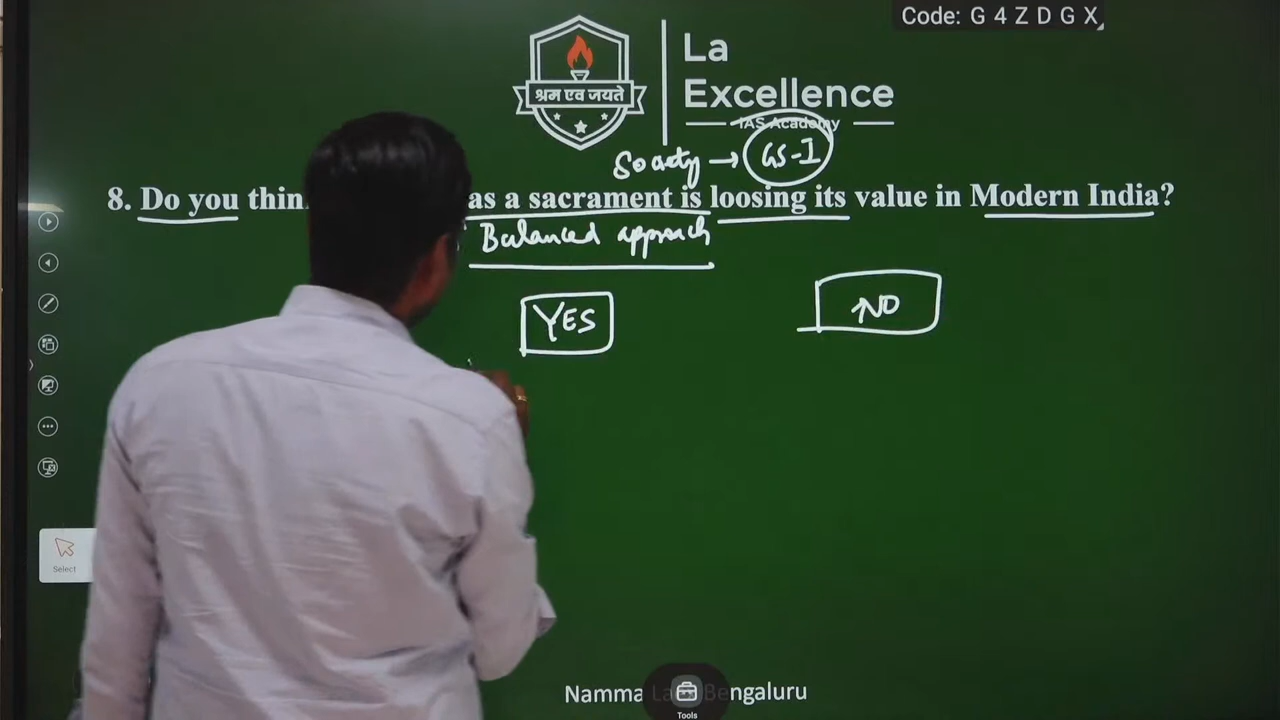 Code: G 4 Z D G X
La
Excellence
श्रम एव जयते
IAS Academy
Society → GS-I
8. Do you thin as a sacrament is loosing its value in Modern India?
Balanced approach
YES
NO
Select
Namma La Bengaluru
Tools